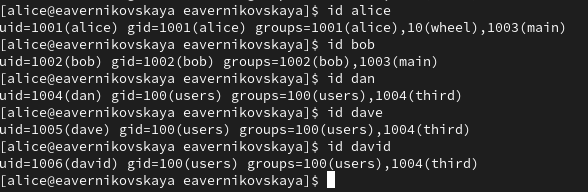 [alice@eavernikovskaya eavernikovskaya]$ id alice
uid=1001(alice) gid=1001(alice) groups=1001(alice),10(wheel),1003(main)
[alice@eavernikovskaya eavernikovskaya]$ id bob
uid=1002(bob) gid=1002(bob) groups=1002(bob),1003(main)
[alice@eavernikovskaya eavernikovskaya]$ id dan
uid=1004(dan) gid=100(users) groups=100(users),1004(third)
[alice@eavernikovskaya eavernikovskaya]$ id dave
uid=1005(dave) gid=100(users) groups=100(users),1004(third)
[alice@eavernikovskaya eavernikovskaya]$ id david
uid=1006(david) gid=100(users) groups=100(users),1004(third)
[alice@eavernikovskaya eavernikovskaya]$